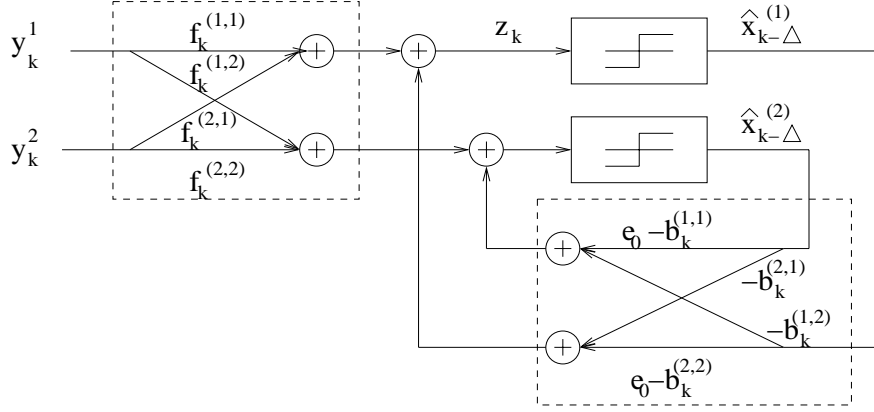 y_k^1
f_k^(1,1)
z_k
x̂_{k−△}^(1)
f_k^(1,2)
y_k^2
f_k^(2,1)
x̂_{k−△}^(2)
f_k^(2,2)
e_0 −b_k^(1,1)
−b_k^(2,1)
−b_k^(1,2)
e_0 −b_k^(2,2)